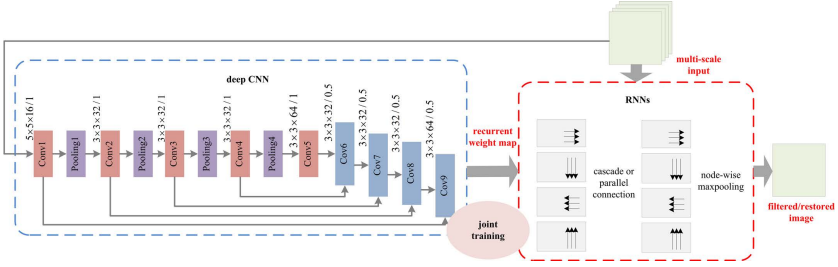 multi-scale
input
deep CNN
5×5×16/1
3×3×32/1
3×3×32/1
3×3×32/1
3×3×64/1
3×3×32/0.5
3×3×32/0.5
3×3×32/0.5
3×3×64/0.5
Conv1
Pooling1
Conv2
Pooling2
Conv3
Pooling3
Conv4
Pooling4
Conv5
Cov6
Cov7
Cov8
Cov9
recurrent
weight map
joint
training
RNNs
cascade or
parallel
connection
node-wise
maxpooling
filtered/restored
image